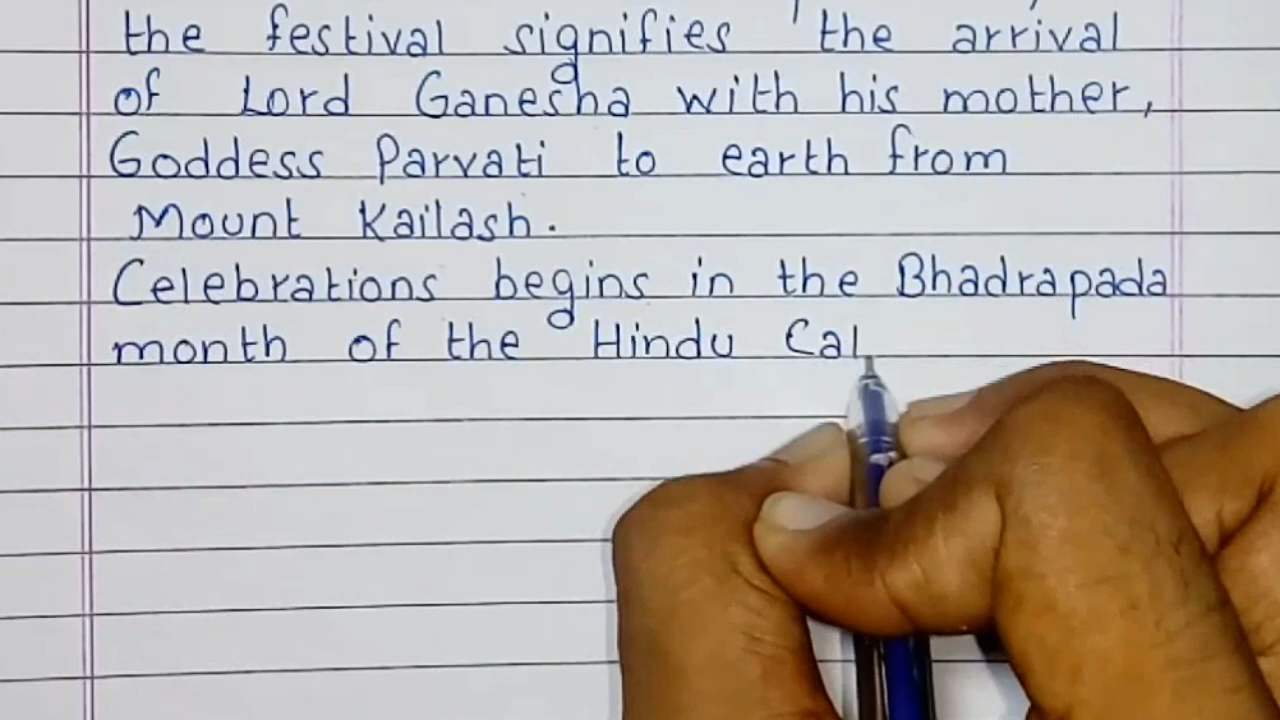 the festival signifies the arrival
of Lord Ganesha with his mother,
Goddess Parvati to earth from
Mount Kailash.
Celebrations begins in the Bhadrapada
month of the Hindu Cal